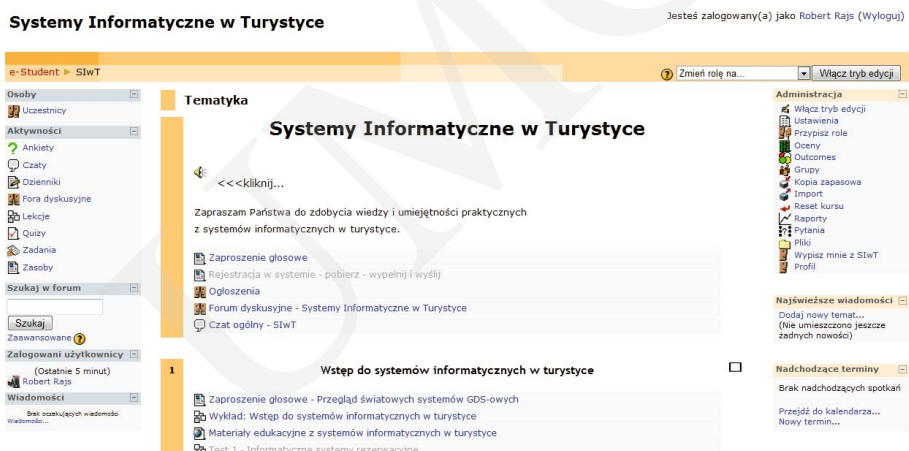 Systemy Informatyczne w Turystyce
Jesteś zalogowany(a) jako Robert Rajs (Wyloguj)
e-Student ► SIwT
Zmień rolę na...
Włącz tryb edycji
Osoby
Uczestnicy
Aktywności
Ankiety
Czaty
Dzienniki
Fora dyskusyjne
Lekcje
Quizy
Zadania
Zasoby
Szukaj w forum
Szukaj
Zaawansowane
Zalogowani użytkownicy
(Ostatnie 5 minut)
Robert Rajs
Wiadomości
Brak oczekujących wiadomości
Wiadomości...
Tematyka
Systemy Informatyczne w Turystyce
<<<kliknij...
Zapraszam Państwa do zdobycia wiedzy i umiejętności praktycznych
z systemów informatycznych w turystyce.
Zaproszenie głosowe
Rejestracja w systemie - pobierz - wypełnij i wyślij
Ogłoszenia
Forum dyskusyjne - Systemy Informatyczne w Turystyce
Czat ogólny - SIwT
1
Wstęp do systemów informatycznych w turystyce
Zaproszenie głosowe - Przegląd światowych systemów GDS-owych
Wykład: Wstęp do systemów informatycznych w turystyce
Materiały edukacyjne z systemów informatycznych w turystyce
Test 1 - Informatyczne systemy rezerwacyjne
Administracja
Włącz tryb edycji
Ustawienia
Przypisz role
Oceny
Outcomes
Grupy
Kopia zapasowa
Import
Reset kursu
Raporty
Pytania
Pliki
Wypisz mnie z SIwT
Profil
Najświeższe wiadomości
Dodaj nowy temat...
(Nie umieszczono jeszcze
żadnych nowości)
Nadchodzące terminy
Brak nadchodzących spotkań
Przejdź do kalendarza...
Nowy termin...